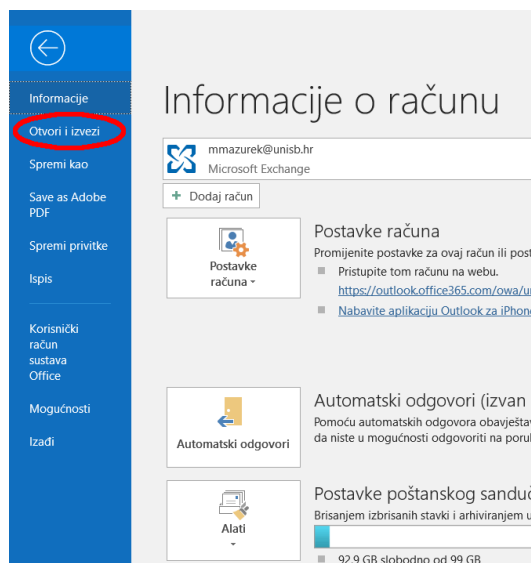 Informacije
Otvori i izvezi
Spremi kao
Save as Adobe
PDF
Spremi privitke
Ispis
Korisnički
račun
sustava
Office
Mogućnosti
Izađi
Informacije o računu
mmazurek@unisb.hr
Microsoft Exchange
Dodaj račun
Postavke
računa
Postavke računa
Promijenite postavke za ovaj račun ili post
Pristupite tom računu na webu.
https://outlook.office365.com/owa/u
Nabavite aplikaciju Outlook za iPhone
Automatski odgovori
Automatski odgovori (izvan
Pomoću automatskih odgovora obavještav
da niste u mogućnosti odgovoriti na poruk
Alati
Postavke poštanskog sanduč
Brisanjem izbrisanih stavki i arhiviranjem u
92,9 GB slobodno od 99 GB